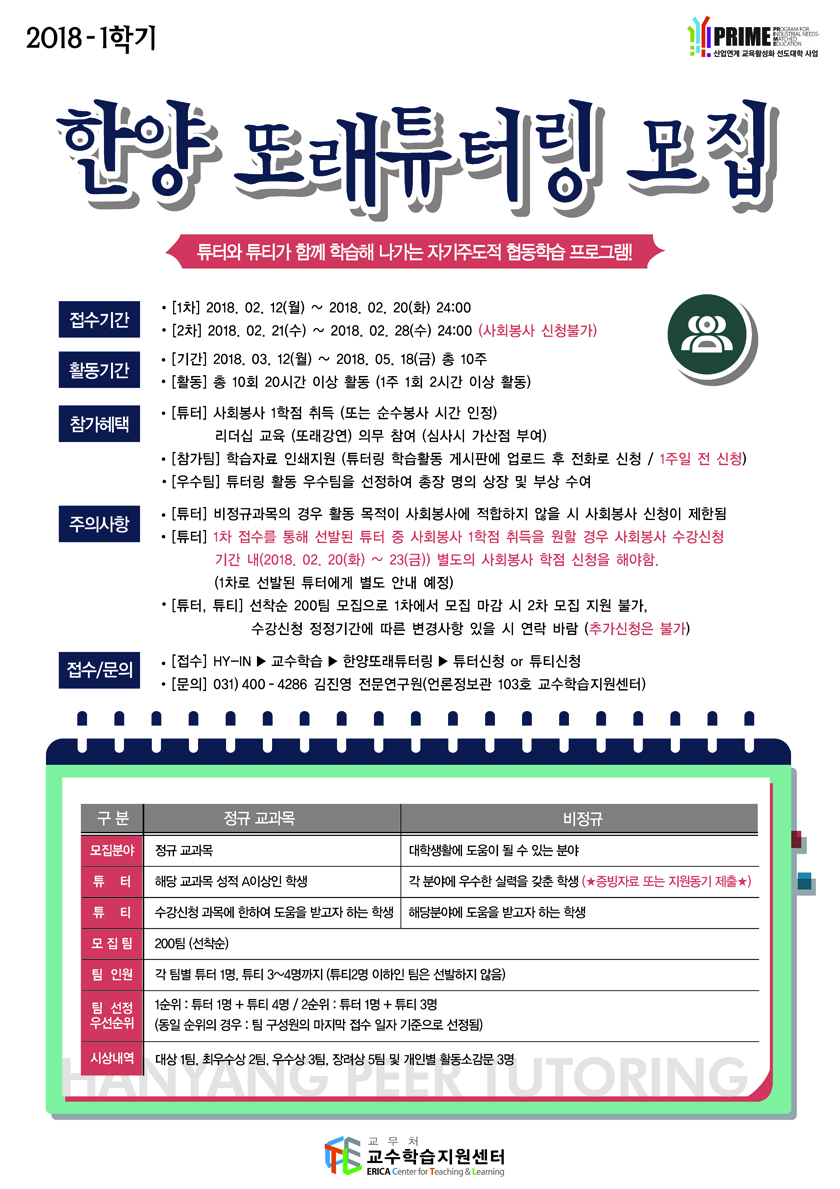 2018 - 1학기
PRIME PROGRAM FOR INDUSTRIAL NEEDS- MATCHED EDUCATION
산업연계 교육활성화 선도대학 사업
한양 또래튜터링 모집
튜터와 튜티가 함께 학습해 나가는 자기주도적 협동학습 프로그램!
접수기간
• [1차] 2018. 02. 12(월) ~ 2018. 02. 20(화) 24:00
• [2차] 2018. 02. 21(수) ~ 2018. 02. 28(수) 24:00 (사회봉사 신청불가)
활동기간
• [기간] 2018. 03. 12(월) ~ 2018. 05. 18(금) 총 10주
• [활동] 총 10회 20시간 이상 활동 (1주 1회 2시간 이상 활동)
참가혜택
• [튜터] 사회봉사 1학점 취득 (또는 순수봉사 시간 인정)
리더십 교육 (또래강연) 의무 참여 (심사시 가산점 부여)
• [참가팀] 학습자료 인쇄지원 (튜터링 학습활동 게시판에 업로드 후 전화로 신청 / 1주일 전 신청)
• [우수팀] 튜터링 활동 우수팀을 선정하여 총장 명의 상장 및 부상 수여
주의사항
• [튜터] 비정규과목의 경우 활동 목적이 사회봉사에 적합하지 않을 시 사회봉사 신청이 제한됨
• [튜터] 1차 접수를 통해 선발된 튜터 중 사회봉사 1학점 취득을 원할 경우 사회봉사 수강신청
기간 내(2018. 02. 20(화) ~ 23(금)) 별도의 사회봉사 학점 신청을 해야함.
(1차로 선발된 튜터에게 별도 안내 예정)
• [튜터, 튜티] 선착순 200팀 모집으로 1차에서 모집 마감 시 2차 모집 지원 불가,
수강신청 정정기간에 따른 변경사항 있을 시 연락 바람 (추가신청은 불가)
접수/문의
• [접수] HY-IN ▶ 교수학습 ▶ 한양또래튜터링 ▶ 튜터신청 or 튜티신청
• [문의] 031) 400 - 4286 김진영 전문연구원(언론정보관 103호 교수학습지원센터)
구 분 정규 교과목 비정규
모집분야 정규 교과목 대학생활에 도움이 될 수 있는 분야
튜 터 해당 교과목 성적 A이상인 학생 각 분야에 우수한 실력을 갖춘 학생 (★증빙자료 또는 지원동기 제출★)
튜 티 수강신청 과목에 한하여 도움을 받고자 하는 학생 해당분야에 도움을 받고자 하는 학생
모 집 팀 200팀 (선착순)
팀 인원 각 팀별 튜터 1명, 튜티 3~4명까지 (튜티2명 이하인 팀은 선발하지 않음)
팀 선정 우선순위 1순위 : 튜터 1명 + 튜티 4명 / 2순위 : 튜터 1명 + 튜티 3명
(동일 순위의 경우 : 팀 구성원의 마지막 접수 일자 기준으로 선정됨)
시상내역 대상 1팀, 최우수상 2팀, 우수상 3팀, 장려상 5팀 및 개인별 활동소감문 3명
HANYANG PEER TUTORING
교 무 처
교수학습지원센터
ERICA Center for Teaching & Learning